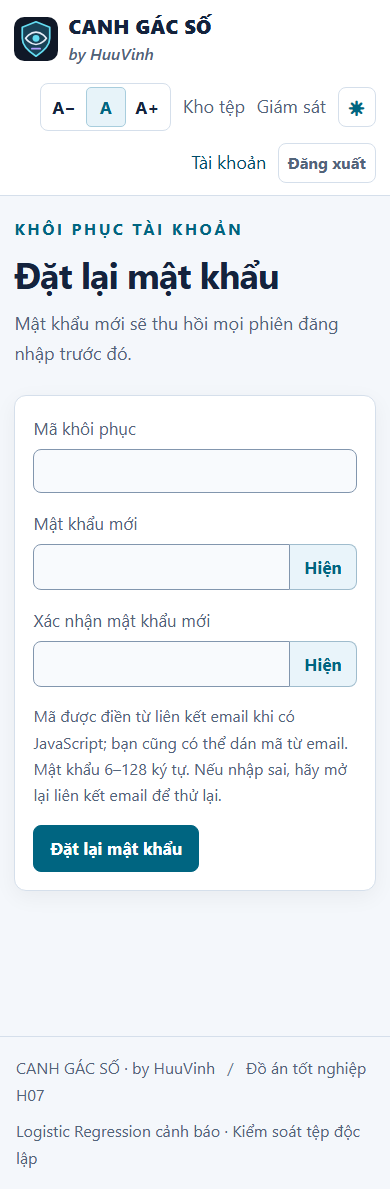 CANH GÁC SỐ
by HuuVinh
A− A A+ Kho tệp Giám sát
Tài khoản Đăng xuất
KHÔI PHỤC TÀI KHOẢN
Đặt lại mật khẩu
Mật khẩu mới sẽ thu hồi mọi phiên đăng
nhập trước đó.
Mã khôi phục
Mật khẩu mới
Hiện
Xác nhận mật khẩu mới
Hiện
Mã được điền từ liên kết email khi có
JavaScript; bạn cũng có thể dán mã từ email.
Mật khẩu 6–128 ký tự. Nếu nhập sai, hãy mở
lại liên kết email để thử lại.
Đặt lại mật khẩu
CANH GÁC SỐ · by HuuVinh / Đồ án tốt nghiệp
H07
Logistic Regression cảnh báo · Kiểm soát tệp độc
lập